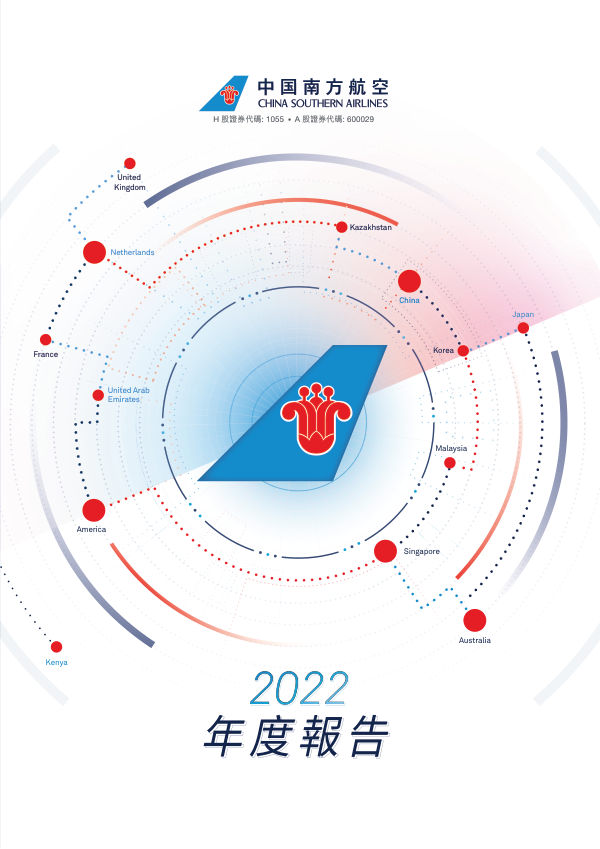 中国南方航空
CHINA SOUTHERN AIRLINES
H 股證券代碼: 1055 • A 股證券代碼: 600029
United
Kingdom
Kazakhstan
Netherlands
China
Japan
Korea
France
United Arab
Emirates
Malaysia
America
Singapore
Australia
Kenya
2022
年度報告